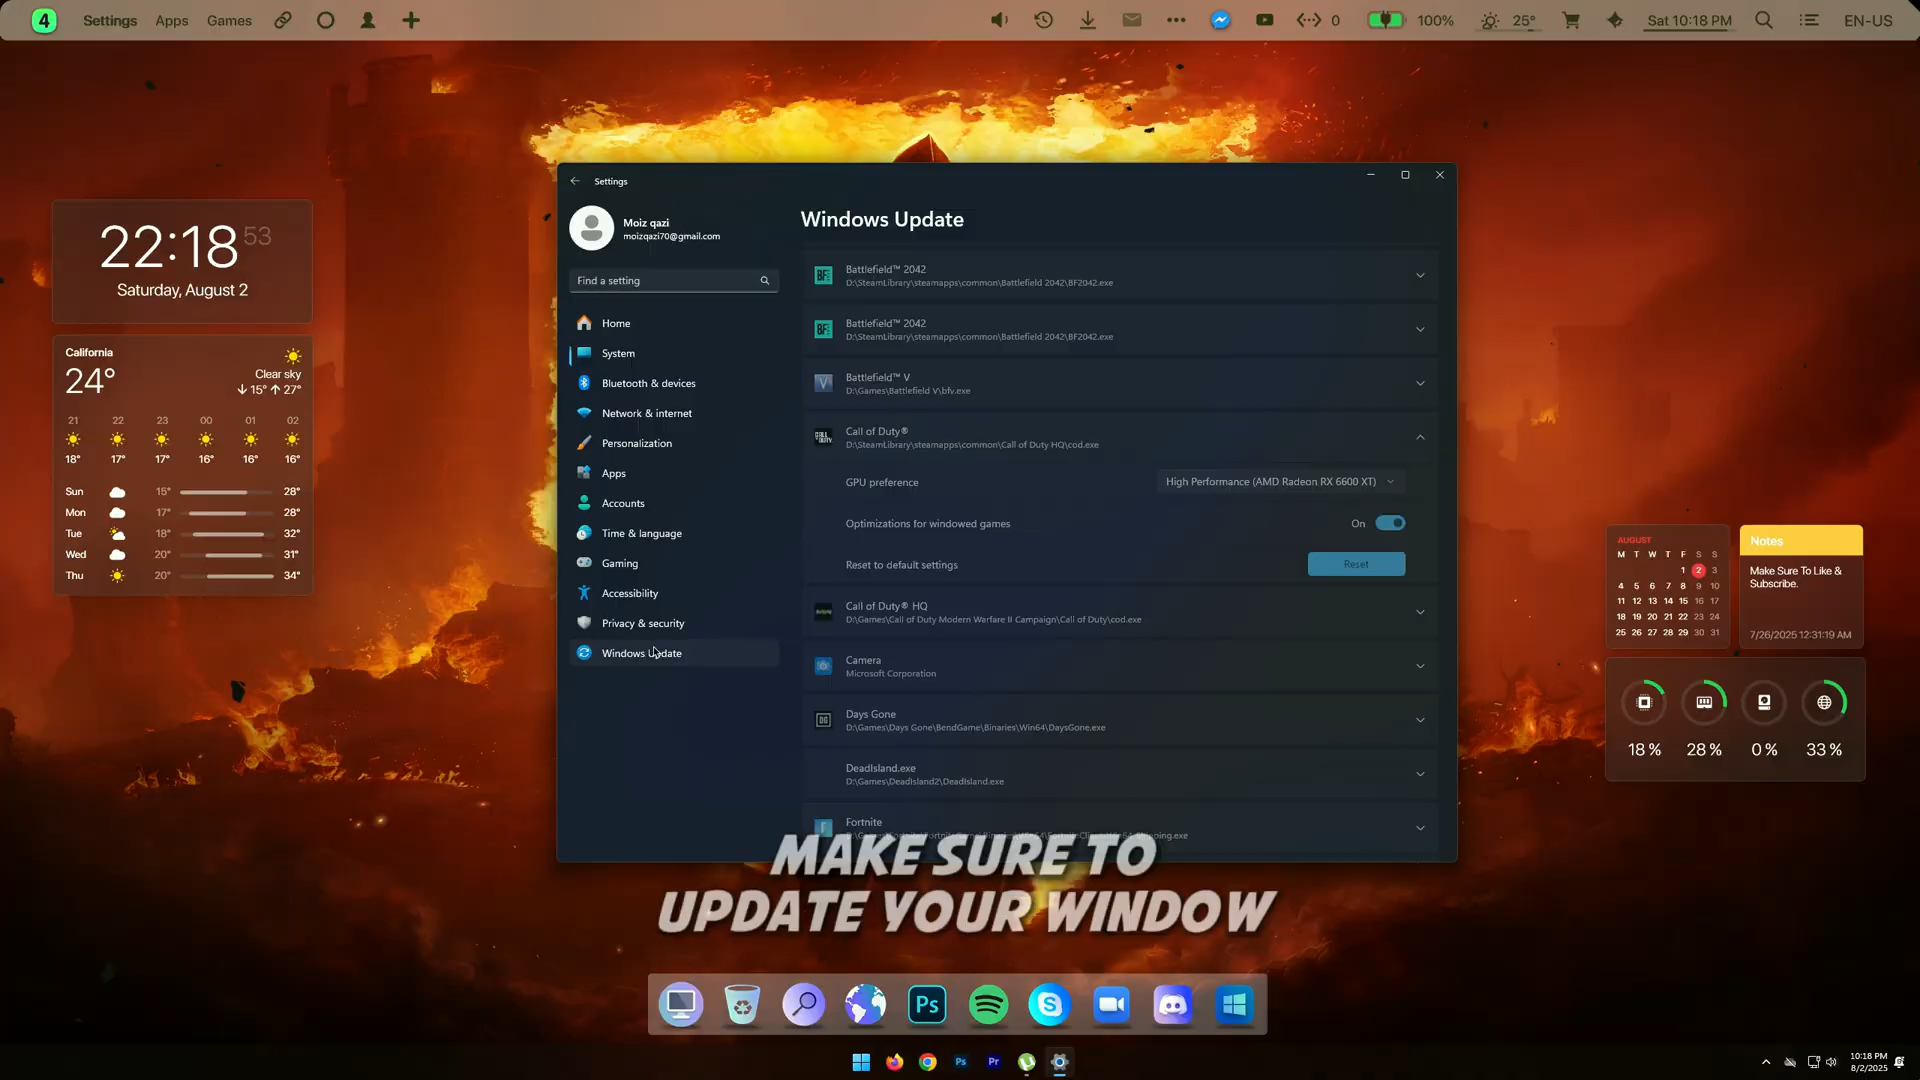 4 Settings Apps Games
0 100% 25° Sat 10:18 PM EN-US
22:18 53
Saturday, August 2
California
24°
Clear sky
↓ 15° ↑ 27°
21 22 23 00 01 02
18° 17° 17° 16° 16° 16°
Sun 15° 28°
Mon 17° 28°
Tue 18° 32°
Wed 20° 31°
Thu 20° 34°
Settings
Moiz qazi
moizqazi70@gmail.com
Find a setting
Home
System
Bluetooth & devices
Network & internet
Personalization
Apps
Accounts
Time & language
Gaming
Accessibility
Privacy & security
Windows Update
Windows Update
Battlefield™ 2042
D:\SteamLibrary\steamapps\common\Battlefield 2042\BF2042.exe
Battlefield™ 2042
D:\SteamLibrary\steamapps\common\Battlefield 2042\BF2042.exe
Battlefield™ V
D:\Games\Battlefield V\bfv.exe
Call of Duty®
D:\SteamLibrary\steamapps\common\Call of Duty HQ\cod.exe
GPU preference
High Performance (AMD Radeon RX 6600 XT)
Optimizations for windowed games
On
Reset to default settings
Reset
Call of Duty® HQ
D:\Games\Call of Duty Modern Warfare II Campaign\Call of Duty\cod.exe
Camera
Microsoft Corporation
Days Gone
D:\Games\Days Gone\BendGame\Binaries\Win64\DaysGone.exe
DeadIsland.exe
D:\Games\DeadIsland2\DeadIsland.exe
Fortnite
MAKE SURE TO
UPDATE YOUR WINDOW
AUGUST
M T W T F S S
1 2 3
4 5 6 7 8 9 10
11 12 13 14 15 16 17
18 19 20 21 22 23 24
25 26 27 28 29 30 31
Notes
Make Sure To Like &
Subscribe.
7/26/2025 12:31:19 AM
18 % 28 % 0 % 33 %
Ps
Ps Pr
10:18 PM
8/2/2025